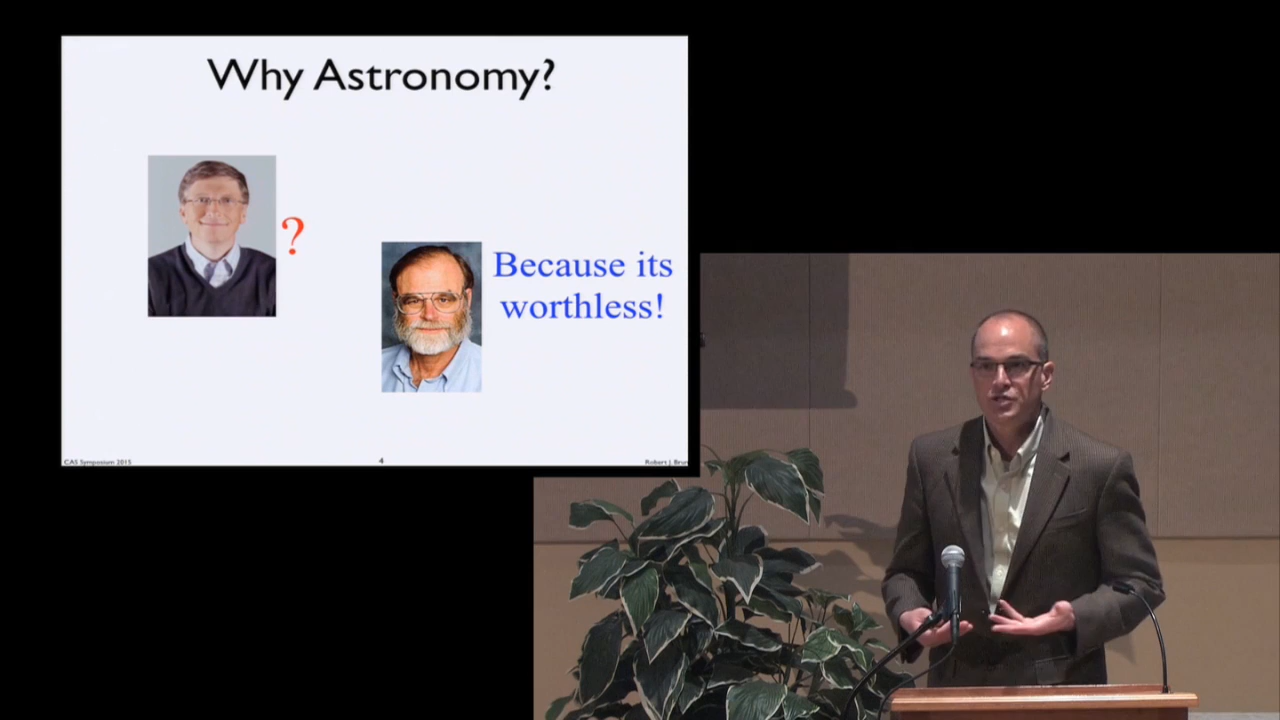 Why Astronomy?
?
Because its
worthless!
CAS Symposium 2015
4
Robert J. Brun